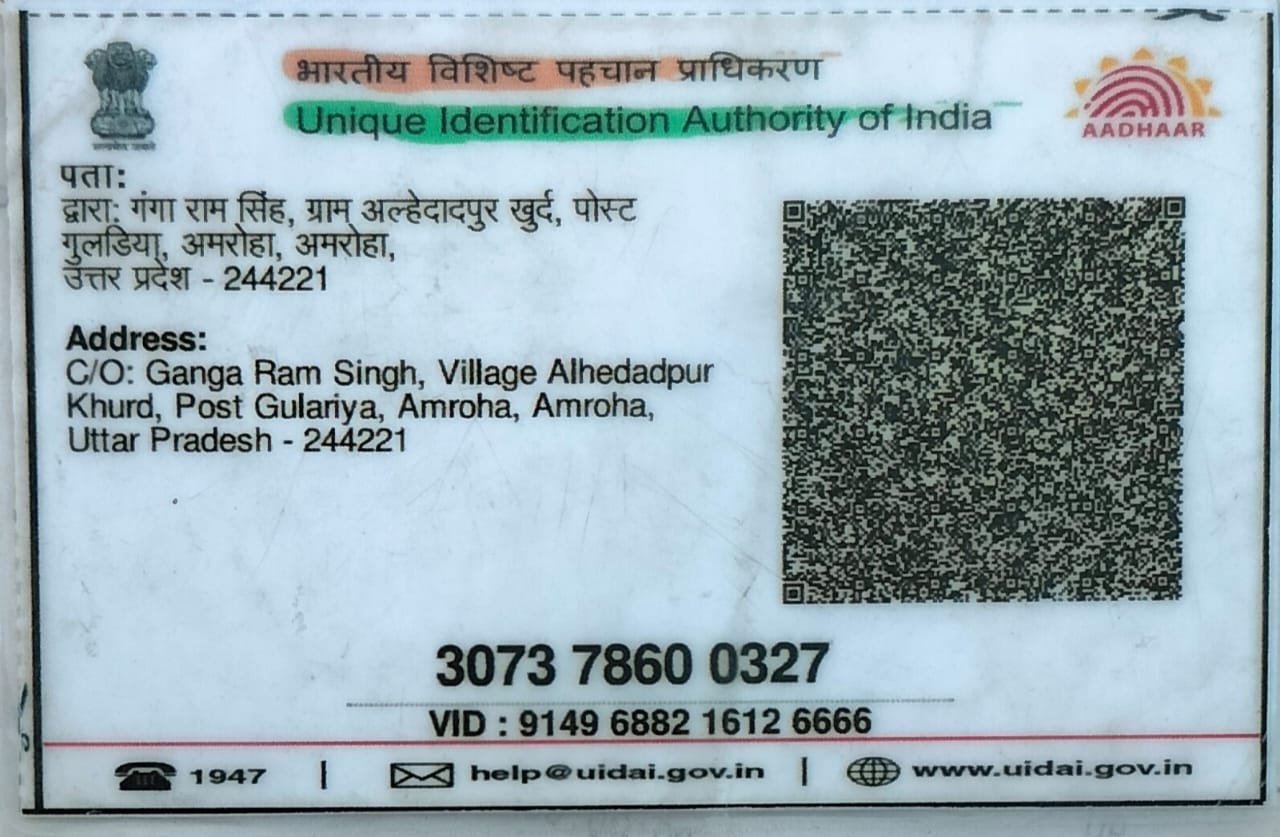 भारतीय विशिष्ट पहचान प्राधिकरण
Unique Identification Authority of India
AADHAAR
पता:
द्वारा: गंगा राम सिंह, ग्राम अल्हेदादपुर खुर्द, पोस्ट
गुलडिया, अमरोहा, अमरोहा,
उत्तर प्रदेश - 244221
Address:
C/O: Ganga Ram Singh, Village Alhedadpur
Khurd, Post Gulariya, Amroha, Amroha,
Uttar Pradesh - 244221
3073 7860 0327
VID : 9149 6882 1612 6666
1947 | help@uidai.gov.in | www.uidai.gov.in